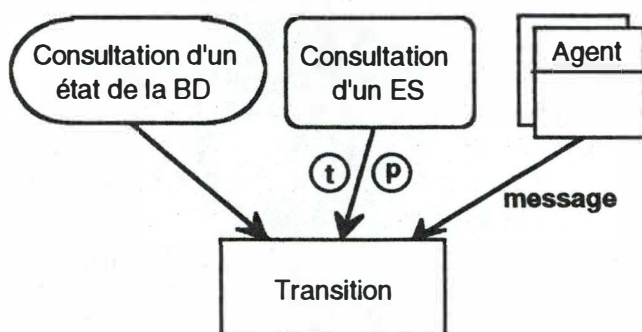 Consultation d'un
état de la BD
Consultation
d'un ES
Agent
t
p
message
Transition